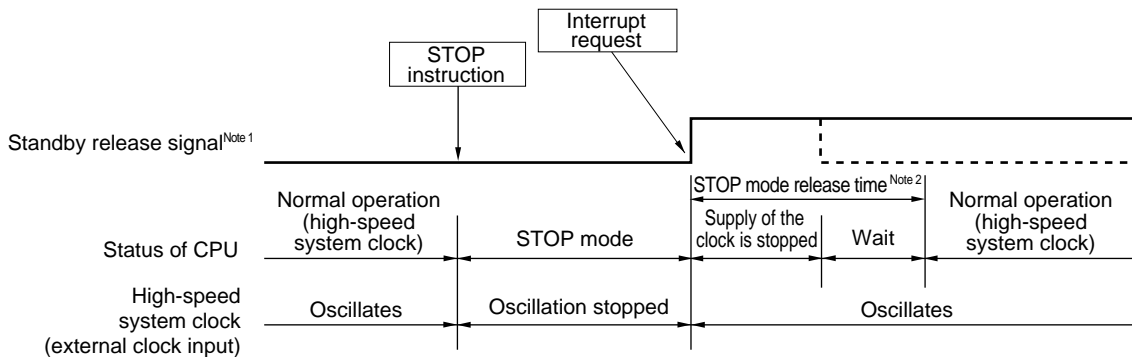 Interrupt
request
STOP
instruction
Standby release signal Note 1
STOP mode release time Note 2
Normal operation
(high-speed
system clock)
Supply of the
clock is stopped
Normal operation
(high-speed
system clock)
Status of CPU
STOP mode
Wait
High-speed
system clock
(external clock input)
Oscillates
Oscillation stopped
Oscillates